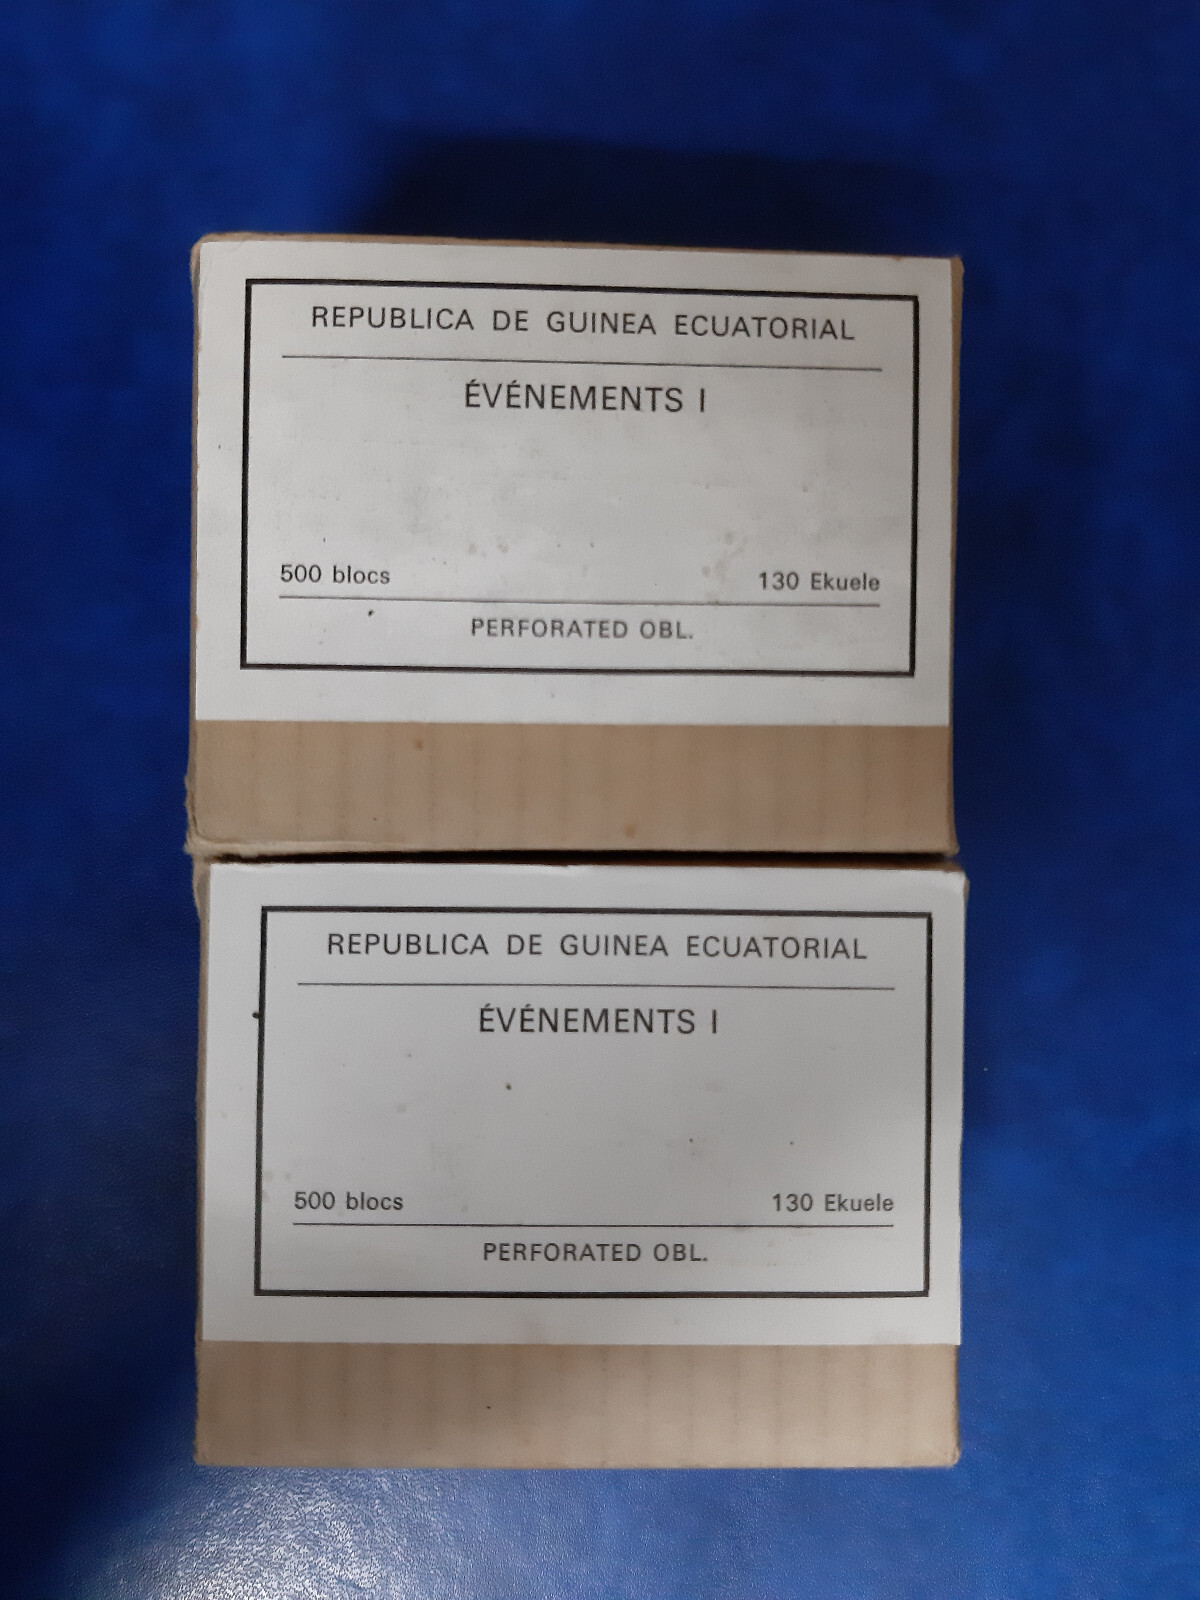 REPUBLICA DE GUINEA ECUATORIAL
ÉVÉNEMENTS I
500 blocs 130 Ekuele
PERFORATED OBL.
REPUBLICA DE GUINEA ECUATORIAL
ÉVÉNEMENTS I
500 blocs 130 Ekuele
PERFORATED OBL.